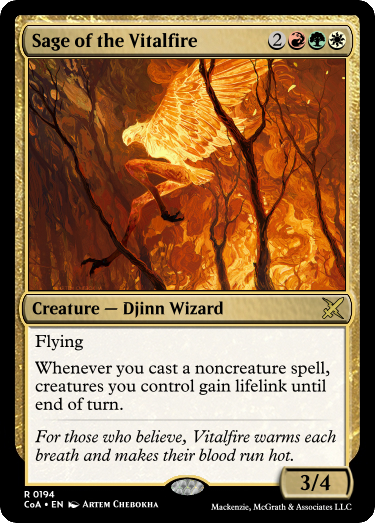 Sage of the Vitalfire 2
Creature — Djinn Wizard
Flying
Whenever you cast a noncreature spell,
creatures you control gain lifelink until
end of turn.
For those who believe, Vitalfire warms each
breath and makes their blood run hot.
3/4
R 0194
CoA • EN Artem Chebokha
Mackenzie, McGrath & Associates LLC